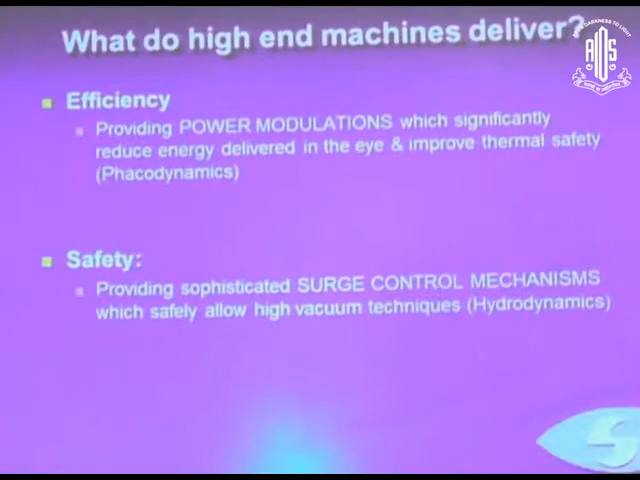 What do high end machines deliver?
Efficiency
Providing POWER MODULATIONS which significantly
reduce energy delivered in the eye & improve thermal safety
(Phacodynamics)
Safety:
Providing sophisticated SURGE CONTROL MECHANISMS
which safely allow high vacuum techniques (Hydrodynamics)